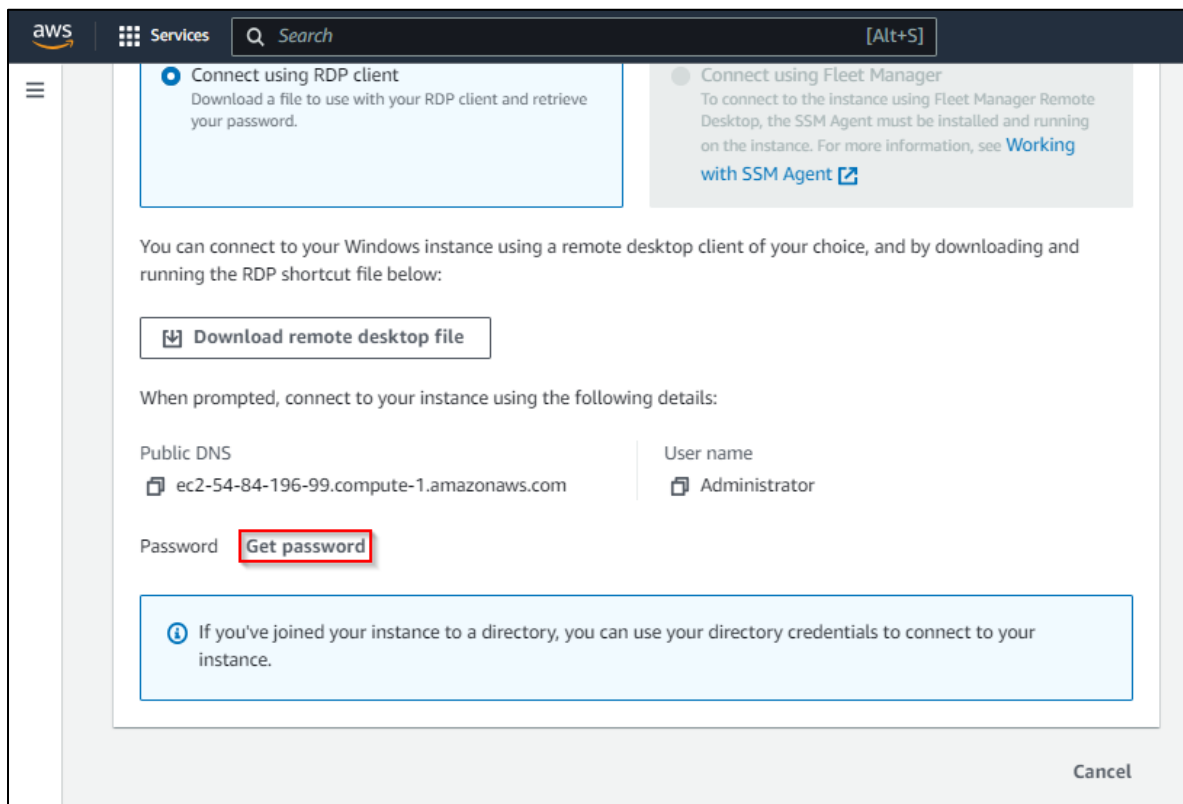 aws
Services
Search
[Alt+S]
Connect using RDP client
Download a file to use with your RDP client and retrieve
your password.
Connect using Fleet Manager
To connect to the instance using Fleet Manager Remote
Desktop, the SSM Agent must be installed and running
on the instance. For more information, see Working
with SSM Agent
You can connect to your Windows instance using a remote desktop client of your choice, and by downloading and
running the RDP shortcut file below:
Download remote desktop file
When prompted, connect to your instance using the following details:
Public DNS
ec2-54-84-196-99.compute-1.amazonaws.com
User name
Administrator
Password Get password
If you've joined your instance to a directory, you can use your directory credentials to connect to your
instance.
Cancel